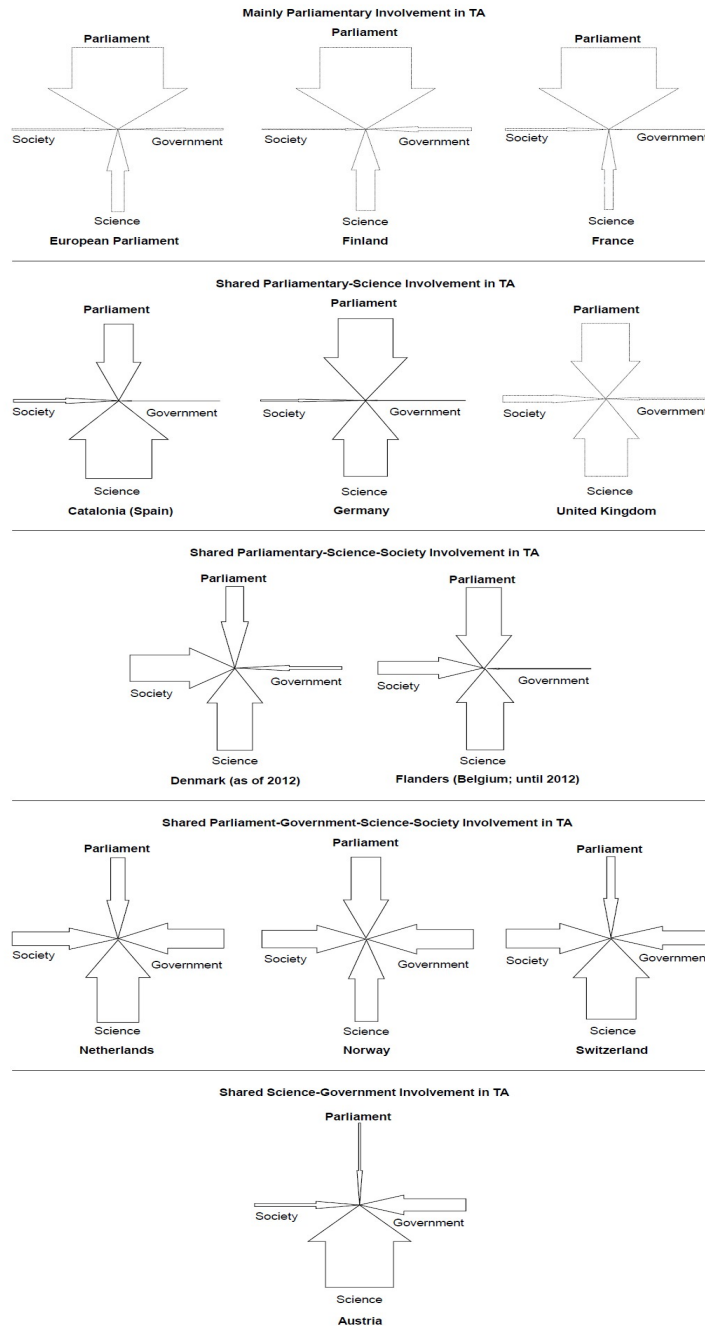 Mainly Parliamentary Involvement in TA
Parliament
Parliament
Parliament
Society
Government
Society
Government
Society
Government
Science
Science
Science
European Parliament
Finland
France
Shared Parliamentary-Science Involvement in TA
Parliament
Parliament
Parliament
Society
Government
Society
Government
Society
Government
Science
Science
Science
Catalonia (Spain)
Germany
United Kingdom
Shared Parliamentary-Science-Society Involvement in TA
Parliament
Parliament
Society
Government
Society
Government
Science
Science
Denmark (as of 2012)
Flanders (Belgium; until 2012)
Shared Parliament-Government-Science-Society Involvement in TA
Parliament
Parliament
Parliament
Society
Government
Society
Government
Society
Government
Science
Science
Science
Netherlands
Norway
Switzerland
Shared Science-Government Involvement in TA
Parliament
Society
Government
Science
Austria